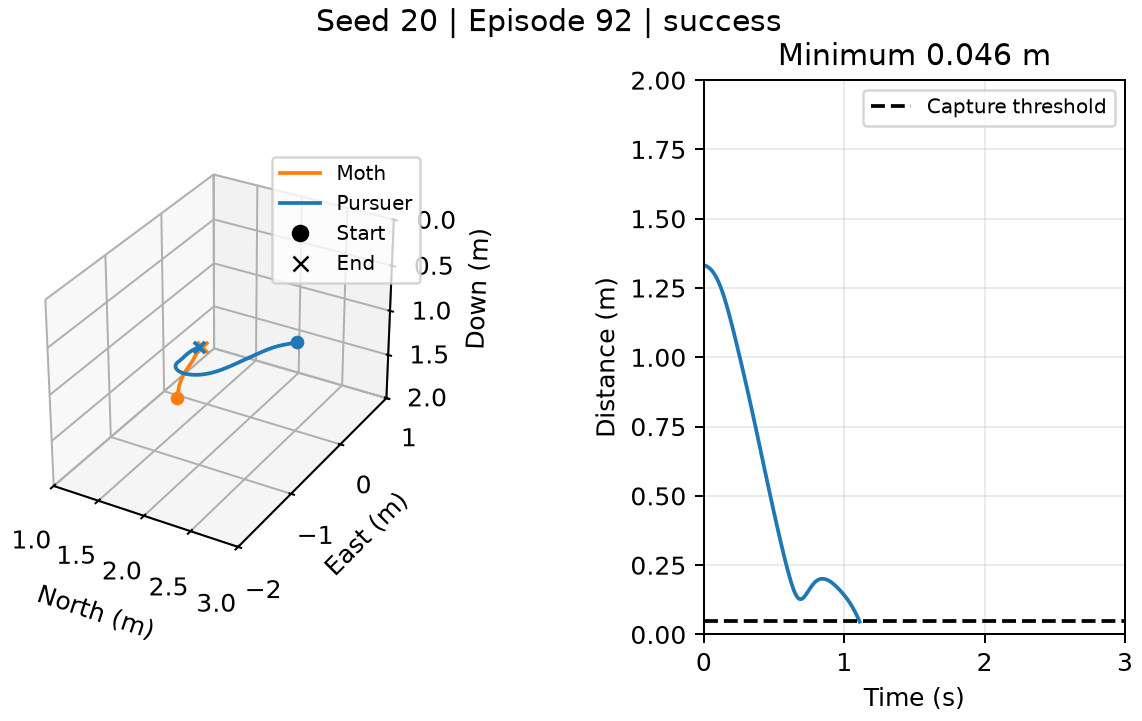 Seed 20 | Episode 92 | success
Minimum 0.046 m
Moth
Pursuer
Start
End
0.0
0.5
1.0
1.5
2.0
Down (m)
1
0
−1
−2
East (m)
1.0
1.5
2.0
2.5
3.0
North (m)
Capture threshold
2.00
1.75
1.50
1.25
1.00
0.75
0.50
0.25
0.00
Distance (m)
0 1 2 3
Time (s)